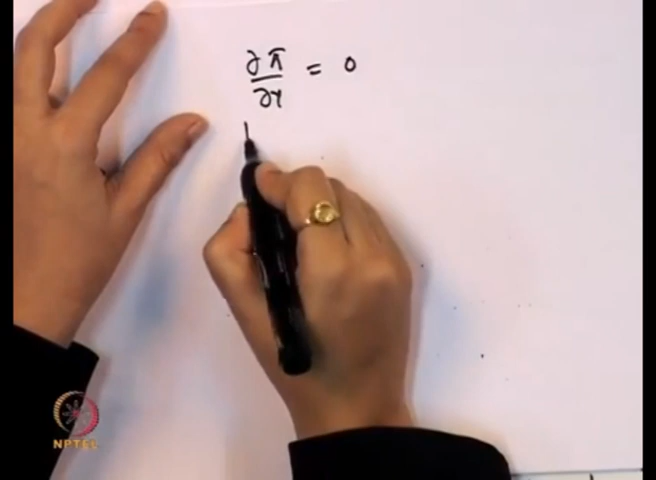 ∂π/∂Y = 0
NPTEL